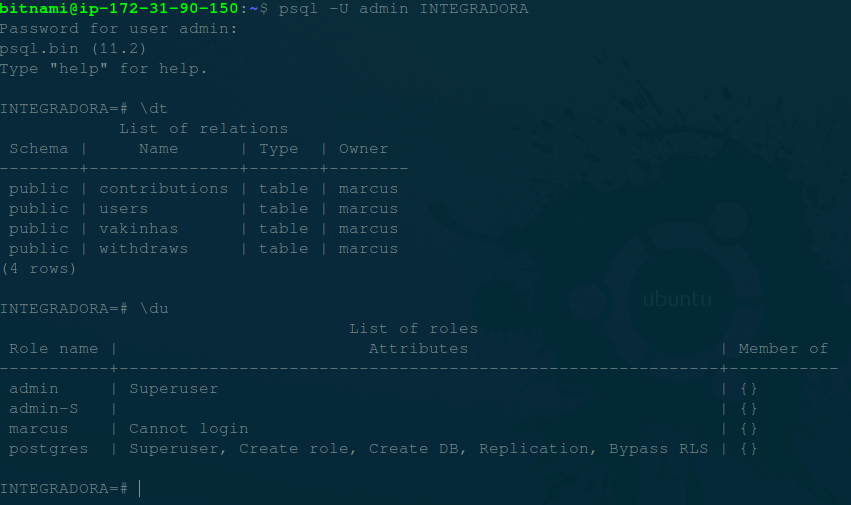 bitnami@ip-172-31-90-150:~$ psql -U admin INTEGRADORA
Password for user admin:
psql.bin (11.2)
Type "help" for help.

INTEGRADORA=# \dt
            List of relations
 Schema |     Name      | Type  | Owner
--------+---------------+-------+--------
 public | contributions | table | marcus
 public | users         | table | marcus
 public | vakinhas      | table | marcus
 public | withdraws     | table | marcus
(4 rows)

INTEGRADORA=# \du
                                   List of roles
 Role name |                         Attributes                         | Member of
-----------+------------------------------------------------------------+-----------
 admin     | Superuser                                                  | {}
 admin-S   |                                                            | {}
 marcus    | Cannot login                                               | {}
 postgres  | Superuser, Create role, Create DB, Replication, Bypass RLS | {}

INTEGRADORA=#
ubuntu